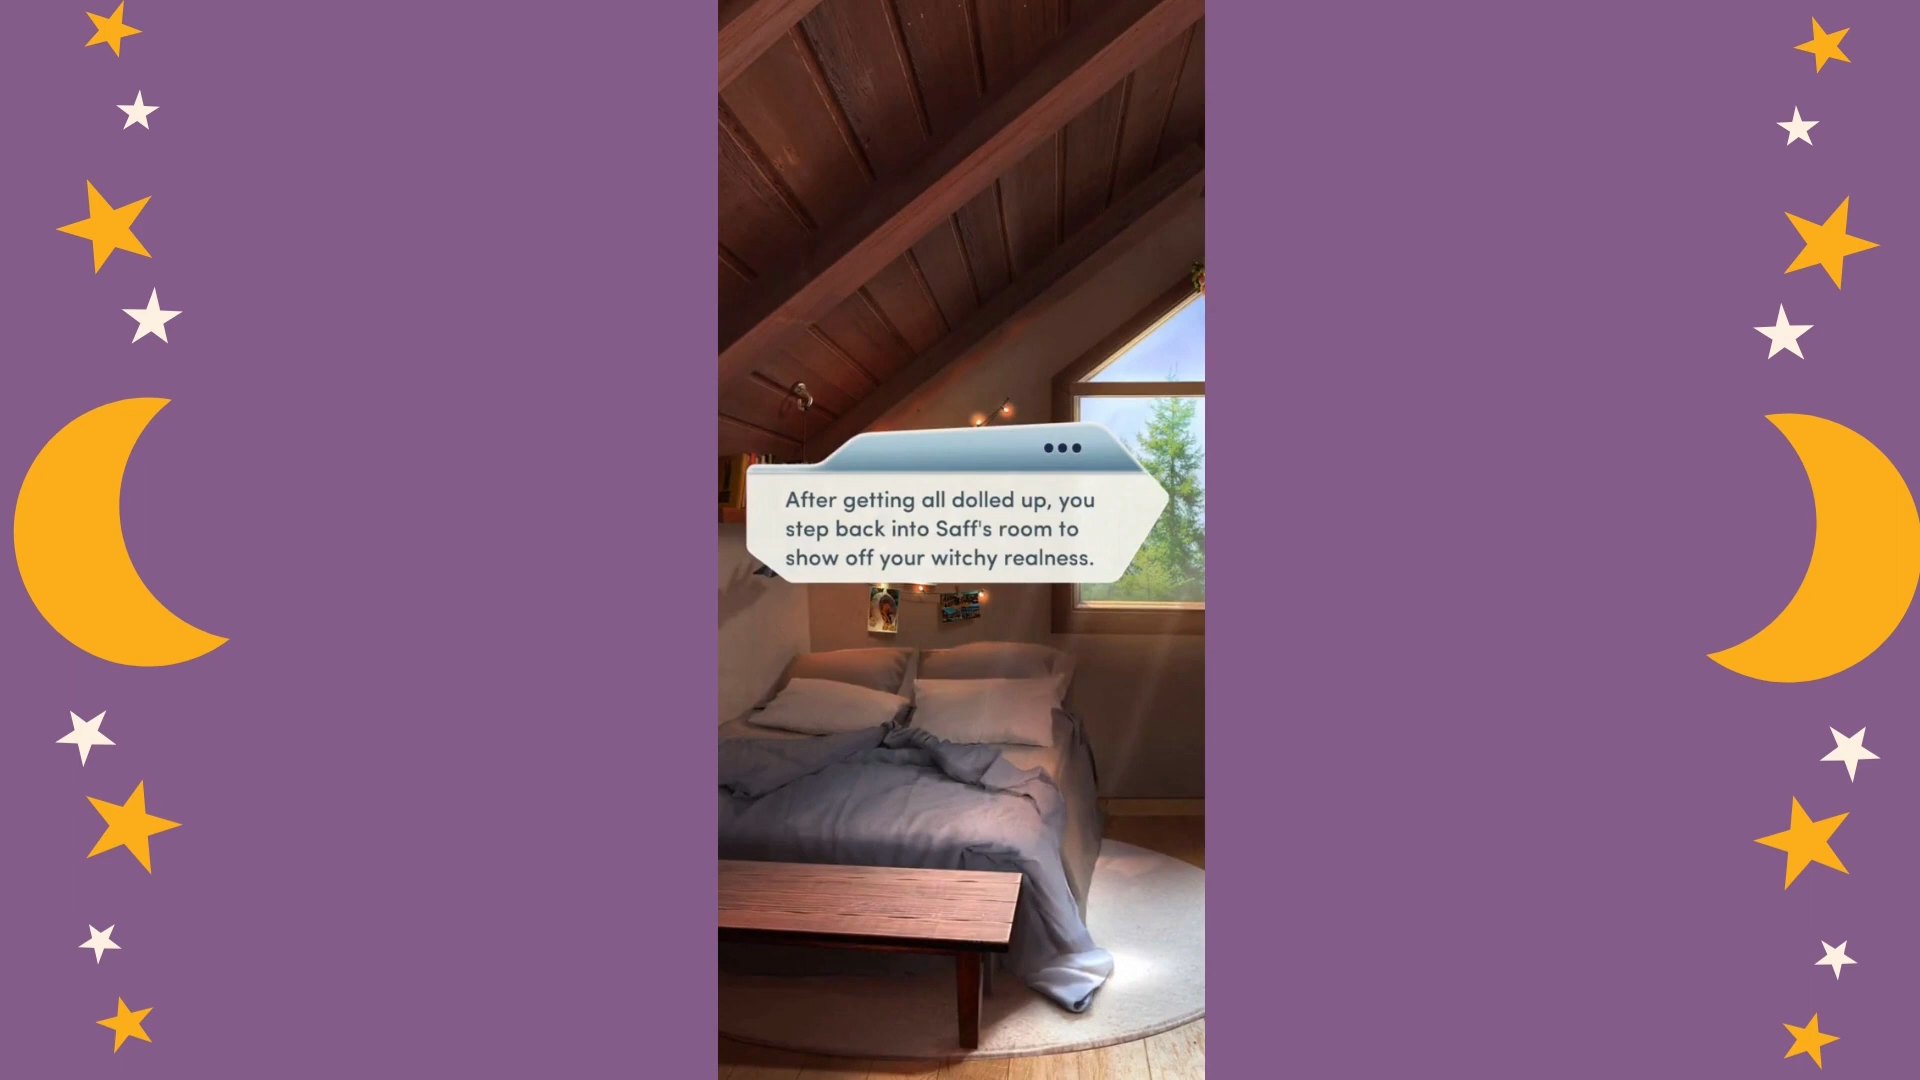 After getting all dolled up, you
step back into Saff's room to
show off your witchy realness.